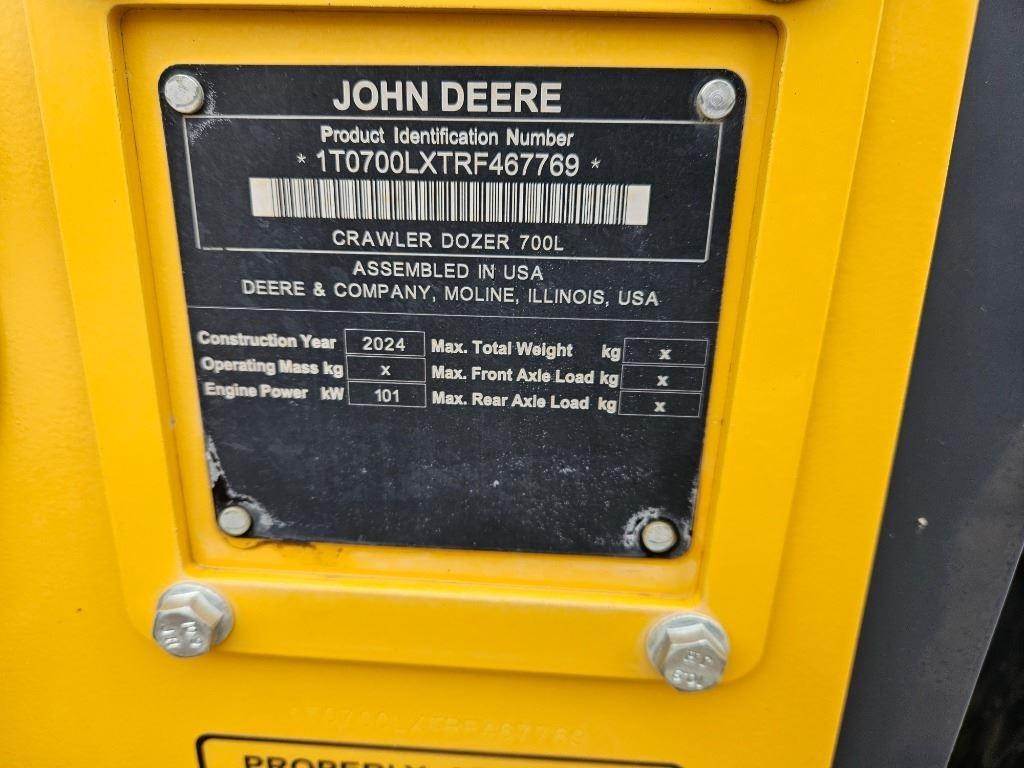 JOHN DEERE
Product Identification Number
* 1T0700LXTRF467769 *
CRAWLER DOZER 700L
ASSEMBLED IN USA
DEERE & COMPANY, MOLINE, ILLINOIS, USA
Construction Year 2024 Max. Total Weight kg x
Operating Mass kg x Max. Front Axle Load kg x
Engine Power kW 101 Max. Rear Axle Load kg x
1T0700LXTRF467769